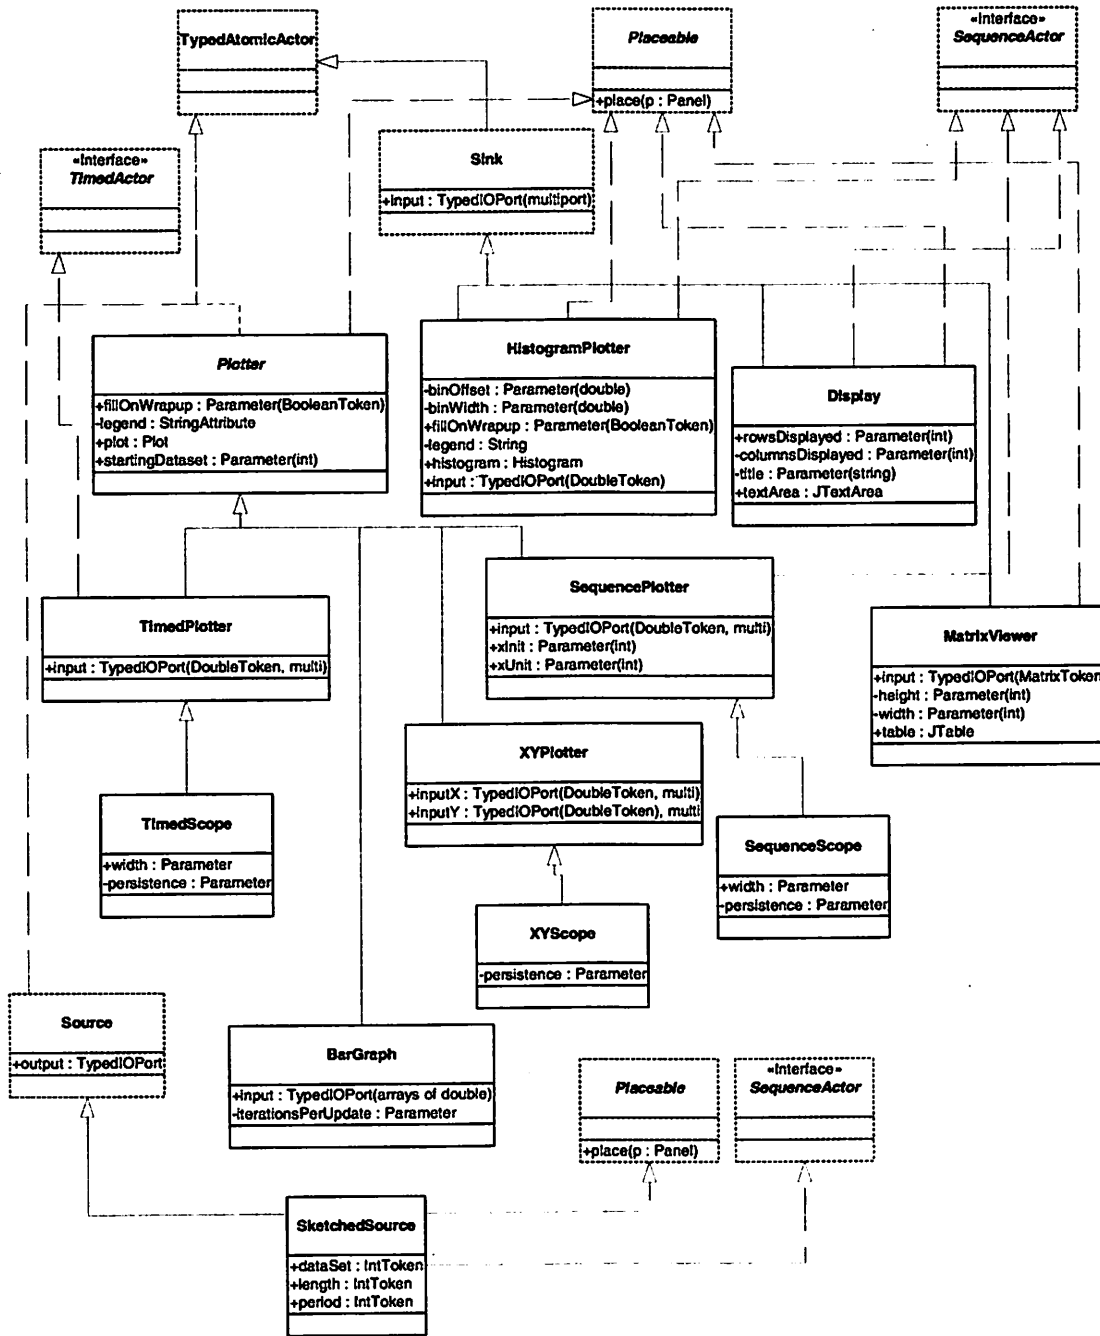 TypedAtomicActor
Placeable
+place(p : Panel)
«Interface»
SequenceActor
«Interface»
TimedActor
Sink
+input : TypedIOPort(multiport)
Plotter
+fillOnWrapup : Parameter(BooleanToken)
-legend : StringAttribute
+plot : Plot
+startingDataset : Parameter(int)
HistogramPlotter
-binOffset : Parameter(double)
-binWidth : Parameter(double)
+fillOnWrapup : Parameter(BooleanToken)
-legend : String
+histogram : Histogram
+input : TypedIOPort(DoubleToken)
Display
+rowsDisplayed : Parameter(int)
-columnsDisplayed : Parameter(int)
-title : Parameter(string)
+textArea : JTextArea
TimedPlotter
+input : TypedIOPort(DoubleToken, multi)
SequencePlotter
+input : TypedIOPort(DoubleToken, multi)
+xInit : Parameter(int)
+xUnit : Parameter(int)
MatrixViewer
+input : TypedIOPort(MatrixToken
-height : Parameter(int)
-width : Parameter(int)
+table : JTable
XYPlotter
+inputX : TypedIOPort(DoubleToken, multi)
+inputY : TypedIOPort(DoubleToken), multi
TimedScope
+width : Parameter
-persistence : Parameter
SequenceScope
+width : Parameter
-persistence : Parameter
XYScope
-persistence : Parameter
Source
+output : TypedIOPort
BarGraph
+input : TypedIOPort(arrays of double)
-iterationsPerUpdate : Parameter
Placeable
+place(p : Panel)
«Interface»
SequenceActor
SketchedSource
+dataSet : IntToken
+length : IntToken
+period : IntToken